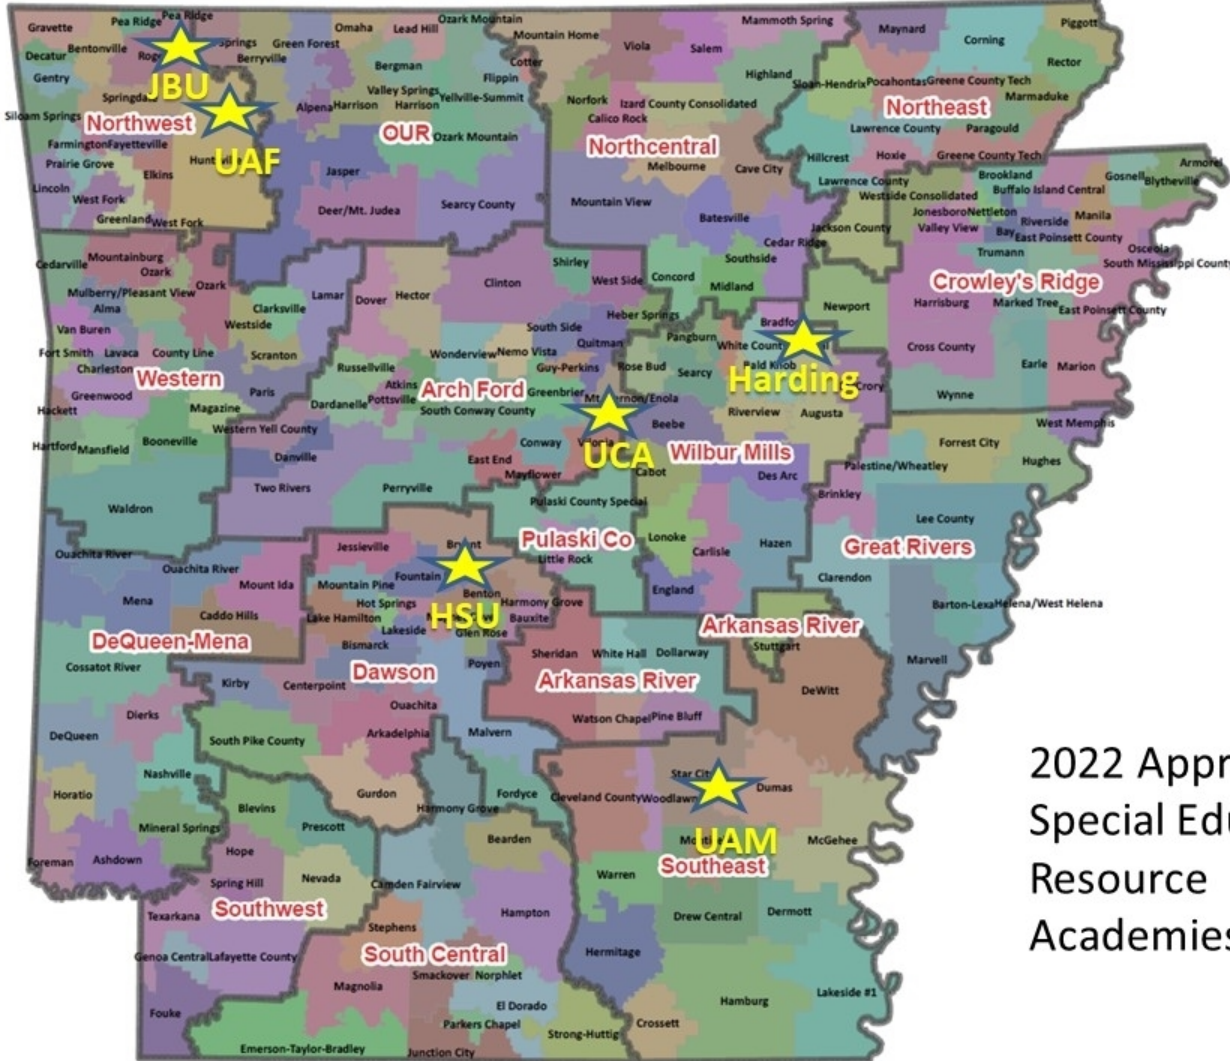 Gravette
Pea Ridge
Pea Ridge
Omaha
Lead Hill
Ozark Mountain
Mountain Home
Mammoth Spring
Maynard
Piggott
Decatur
Bentonville
Springs
Green Forest
Berryville
Bergman
Cotter
Viola
Salem
Corning
Rector
Gentry
JBU
Flippin
Highland
Sloan-Hendrix
Pocahontas
Greene County Tech
Springdale
Valley Springs
Alpena
Harrison
Harrison
Yellville-Summit
Norfork
Izard County Consolidated
Calico Rock
Northeast
Marmaduke
Siloam Springs
Northwest
OUR
Ozark Mountain
Northcentral
Lawrence County
Paragould
Farmington
Fayetteville
UAF
Huntsville
Prairie Grove
Elkins
Jasper
Melbourne
Cave City
Hillcrest
Hoxie
Greene County Tech
Lincoln
West Fork
Lawrence County
Brookland
Gosnell
Armorel
Blytheville
Greenland
West Fork
Deer/Mt. Judea
Searcy County
Mountain View
Batesville
Westside Consolidated
Buffalo Island Central
Jonesboro
Nettleton
Riverside
Manila
Jackson County
Valley View
Bay
East Poinsett County
Cedar Ridge
Trumann
Osceola
Cedarville
Mountainburg
Ozark
Shirley
West Side
Concord
Southside
Midland
South Mississippi County
Crowley's Ridge
Mulberry/Pleasant View
Ozark
Lamar
Dover
Hector
Clinton
Alma
Clarksville
Heber Springs
Newport
Harrisburg
Marked Tree
East Poinsett County
Van Buren
Westside
South Side
Quitman
Pangburn
Bradford
White County
Fort Smith
Lavaca
County Line
Scranton
Wonderview
Nemo Vista
Cross County
Charleston
Western
Russellville
Guy-Perkins
Rose Bud
Searcy
Bald Knob
Harding
Earle
Marion
Greenwood
Paris
Atkins
Arch Ford
Greenbrier
Wynne
Hackett
Magazine
Dardanelle
Pottsville
South Conway County
Mt. Vernon/Enola
Riverview
Augusta
Western Yell County
Beebe
West Memphis
Hartford
Mansfield
Booneville
Danville
Conway
Vilonia
UCA
Wilbur Mills
Forrest City
East End
Mayflower
Cabot
Des Arc
Palestine/Wheatley
Hughes
Waldron
Two Rivers
Perryville
Pulaski County Special
Brinkley
Lee County
Ouachita River
Jessieville
Bryant
Pulaski Co
Little Rock
Lonoke
Carlisle
Hazen
Great Rivers
Ouachita River
Mount Ida
Mountain Pine
Fountain
Benton
England
Clarendon
Mena
Hot Springs
HSU
Harmony Grove
Barton-Lexa
Helena/West Helena
Caddo Hills
Lake Hamilton
Bauxite
DeQueen-Mena
Lakeside
Glen Rose
Arkansas River
Bismarck
Sheridan
White Hall
Dollarway
Stuttgart
Cossatot River
Dawson
Poyen
Arkansas River
Marvell
Kirby
Centerpoint
DeWitt
Dierks
Ouachita
Watson Chapel
Pine Bluff
DeQueen
South Pike County
Arkadelphia
Malvern
Nashville
Star City
Horatio
Blevins
Gurdon
Harmony Grove
Fordyce
Cleveland County
Woodlawn
Dumas
Mineral Springs
Prescott
UAM
Bearden
McGehee
Foreman
Ashdown
Hope
Southeast
Spring Hill
Nevada
Camden Fairview
Warren
Southwest
Texarkana
Hampton
Drew Central
Dermott
Stephens
Genoa Central
Lafayette County
South Central
Hermitage
Smackover
Norphlet
Magnolia
Lakeside #1
Fouke
El Dorado
Hamburg
Parkers Chapel
Crossett
Emerson-Taylor-Bradley
Junction City
Strong-Huttig
2022 Appr
Special Edu
Resource
Academies